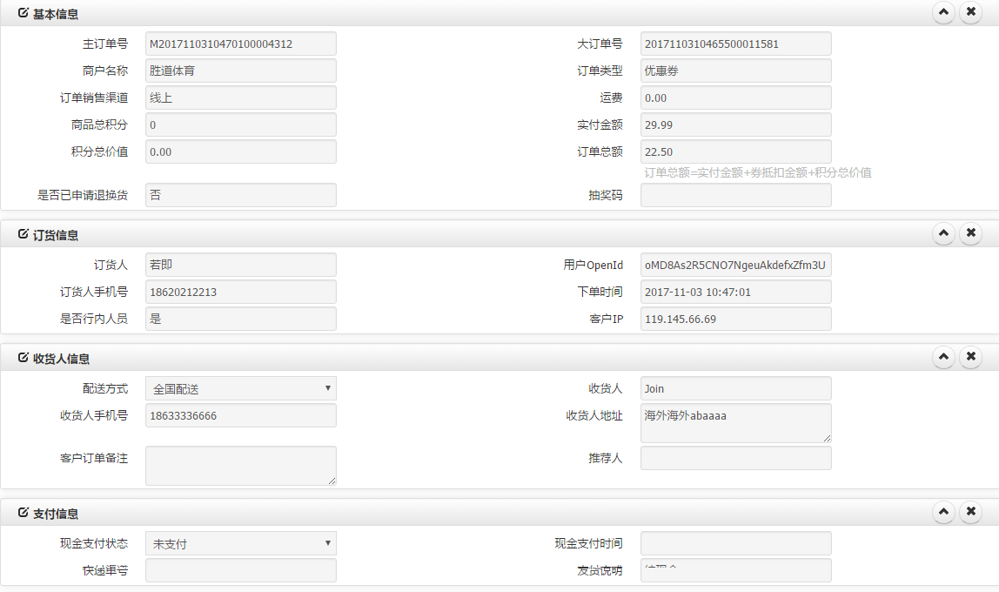 基本信息
主订单号 M2017110310470100004312 大订单号 2017110310465500011581
商户名称 胜道体育 订单类型 优惠券
订单销售渠道 线上 运费 0.00
商品总积分 0 实付金额 29.99
积分总价值 0.00 订单总额 22.50
订单总额=实付金额+券抵扣金额+积分总价值
是否已申请退换货 否 抽奖码
订货信息
订货人 若即 用户OpenId oMD8As2R5CNO7NgeuAkdefxZfm3U
订货人手机号 18620212213 下单时间 2017-11-03 10:47:01
是否行内人员 是 客户IP 119.145.66.69
收货人信息
配送方式 全国配送 收货人 Join
收货人手机号 18633336666 收货人地址 海外海外abaaaa
客户订单备注 推荐人
支付信息
现金支付状态 未支付 现金支付时间
快递单号 发货说明